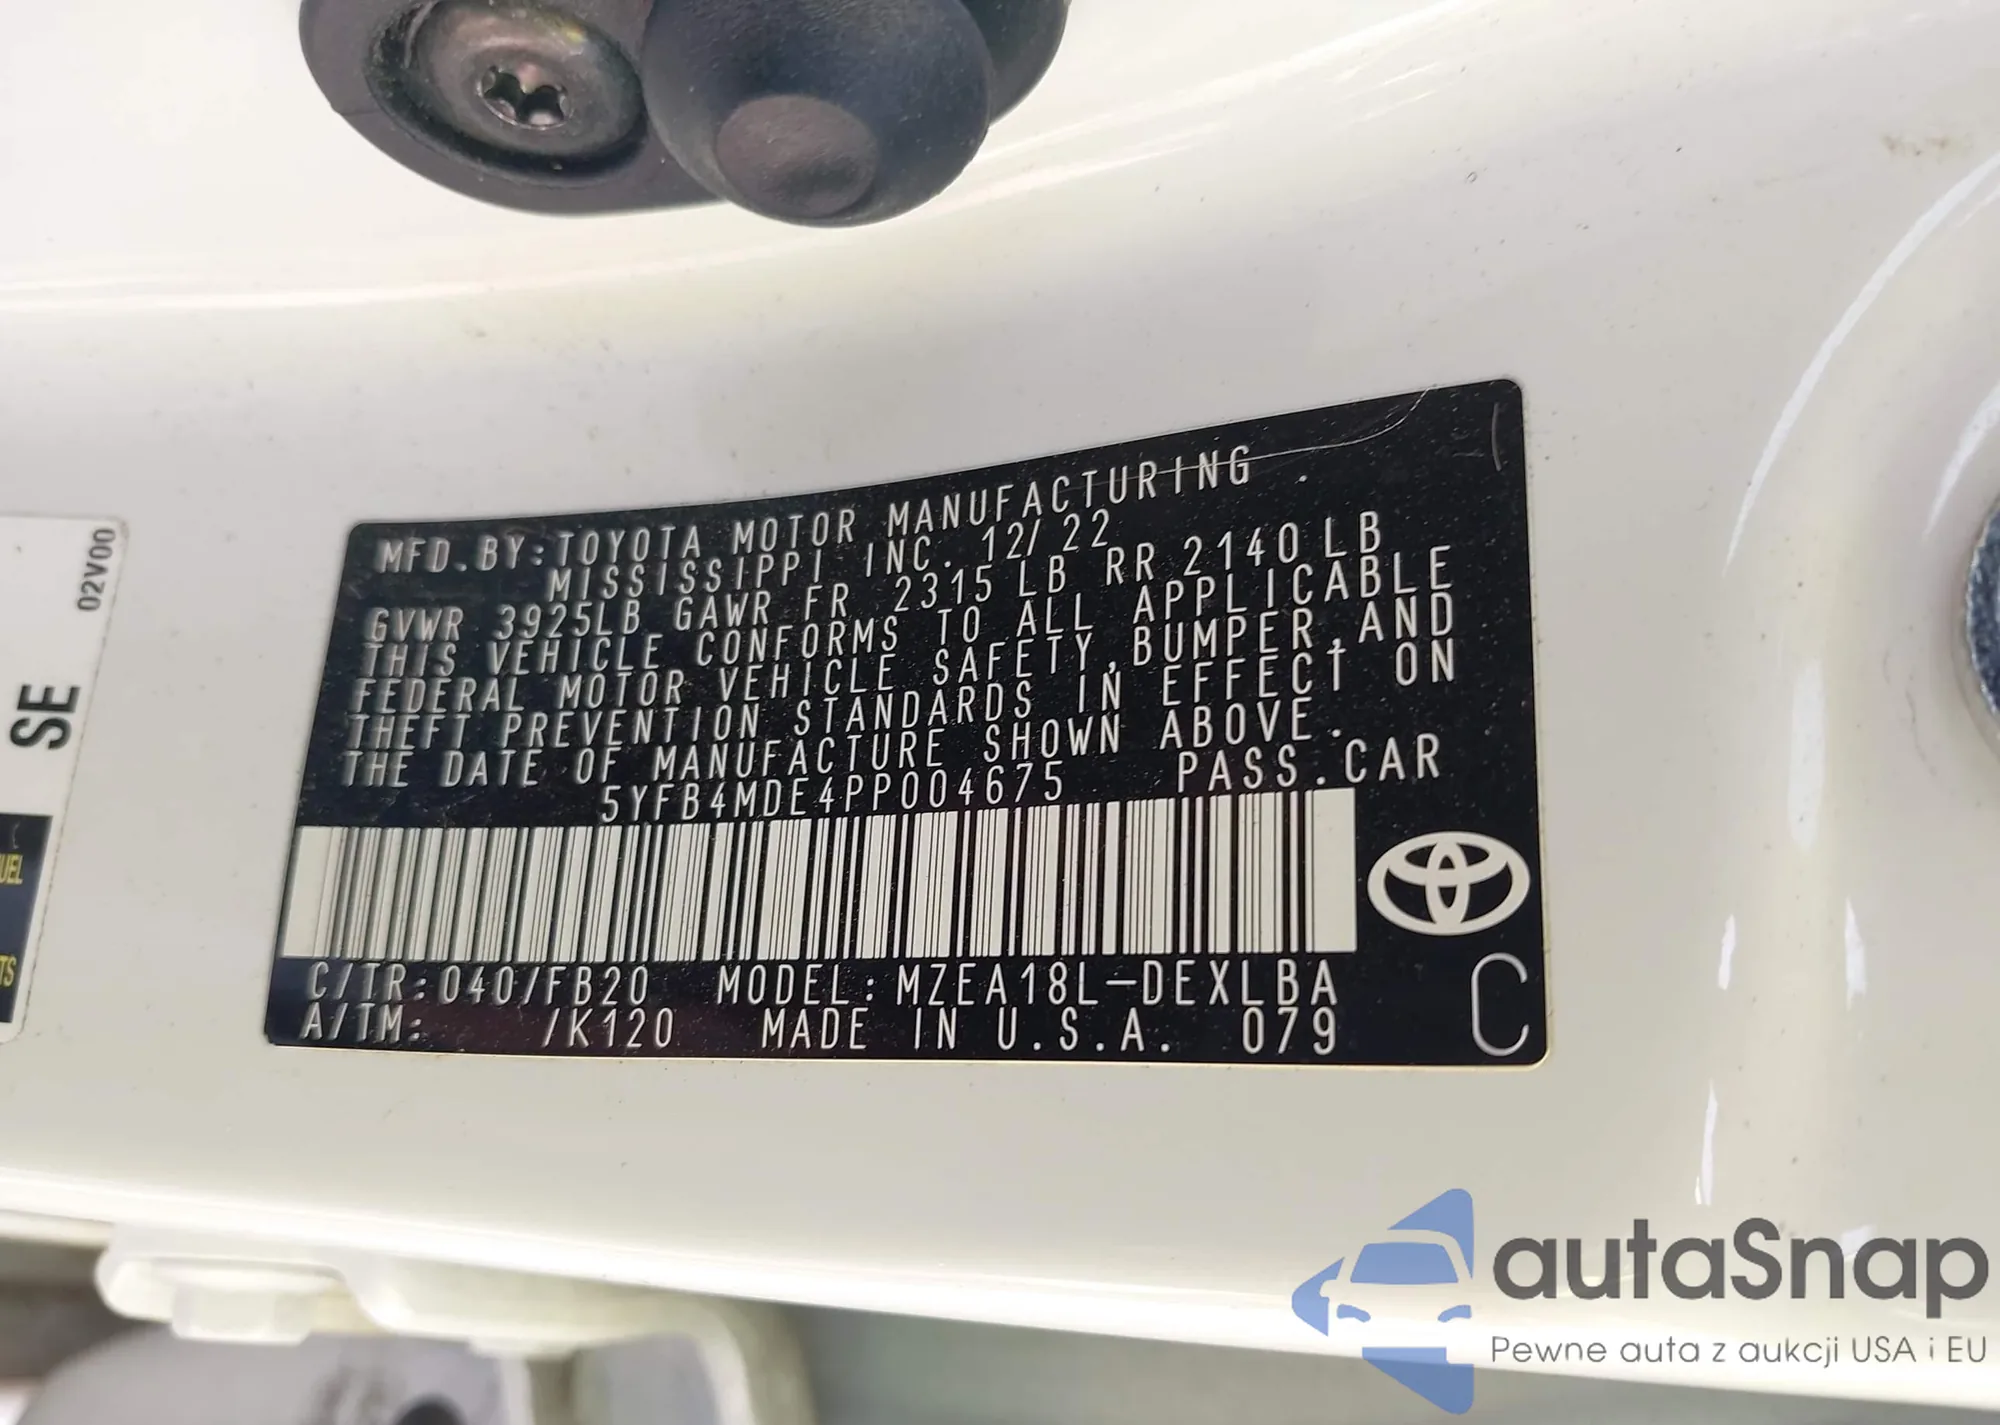 MFD.BY:TOYOTA MOTOR MANUFACTURING
MISSISSIPPI INC. 12/22
GVWR 3925LB GAWR FR 2315 LB RR 2140LB
THIS VEHICLE CONFORMS TO ALL APPLICABLE
FEDERAL MOTOR VEHICLE SAFETY,BUMPER,AND
THEFT PREVENTION STANDARDS IN EFFECT ON
THE DATE OF MANUFACTURE SHOWN ABOVE.
5YFB4MDE4PP004675 PASS.CAR
C/TR:040/FB20 MODEL:MZEA18L-DEXLBA
A/TM: /K120 MADE IN U.S.A. 079
C
02V00
SE
autaSnap
Pewne auta z aukcji USA i EU